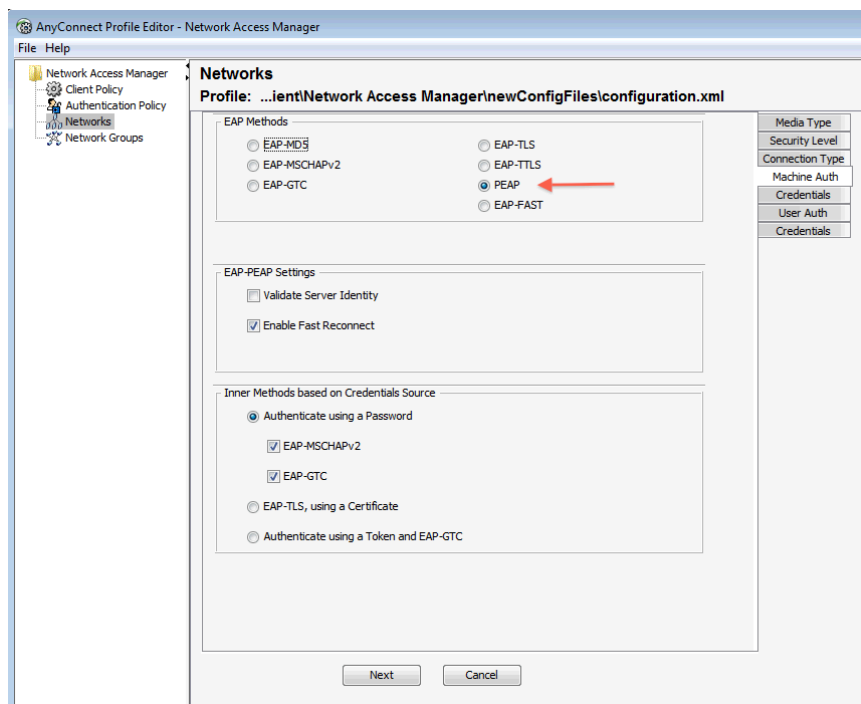 AnyConnect Profile Editor - Network Access Manager
File Help
Network Access Manager
Client Policy
Authentication Policy
Networks
Network Groups
Networks
Profile: ...ient\Network Access Manager\newConfigFiles\configuration.xml
EAP Methods
EAP-MD5
EAP-TLS
EAP-MSCHAPv2
EAP-TTLS
EAP-GTC
PEAP
EAP-FAST
EAP-PEAP Settings
Validate Server Identity
Enable Fast Reconnect
Inner Methods based on Credentials Source
Authenticate using a Password
EAP-MSCHAPv2
EAP-GTC
EAP-TLS, using a Certificate
Authenticate using a Token and EAP-GTC
Media Type
Security Level
Connection Type
Machine Auth
Credentials
User Auth
Credentials
Next
Cancel